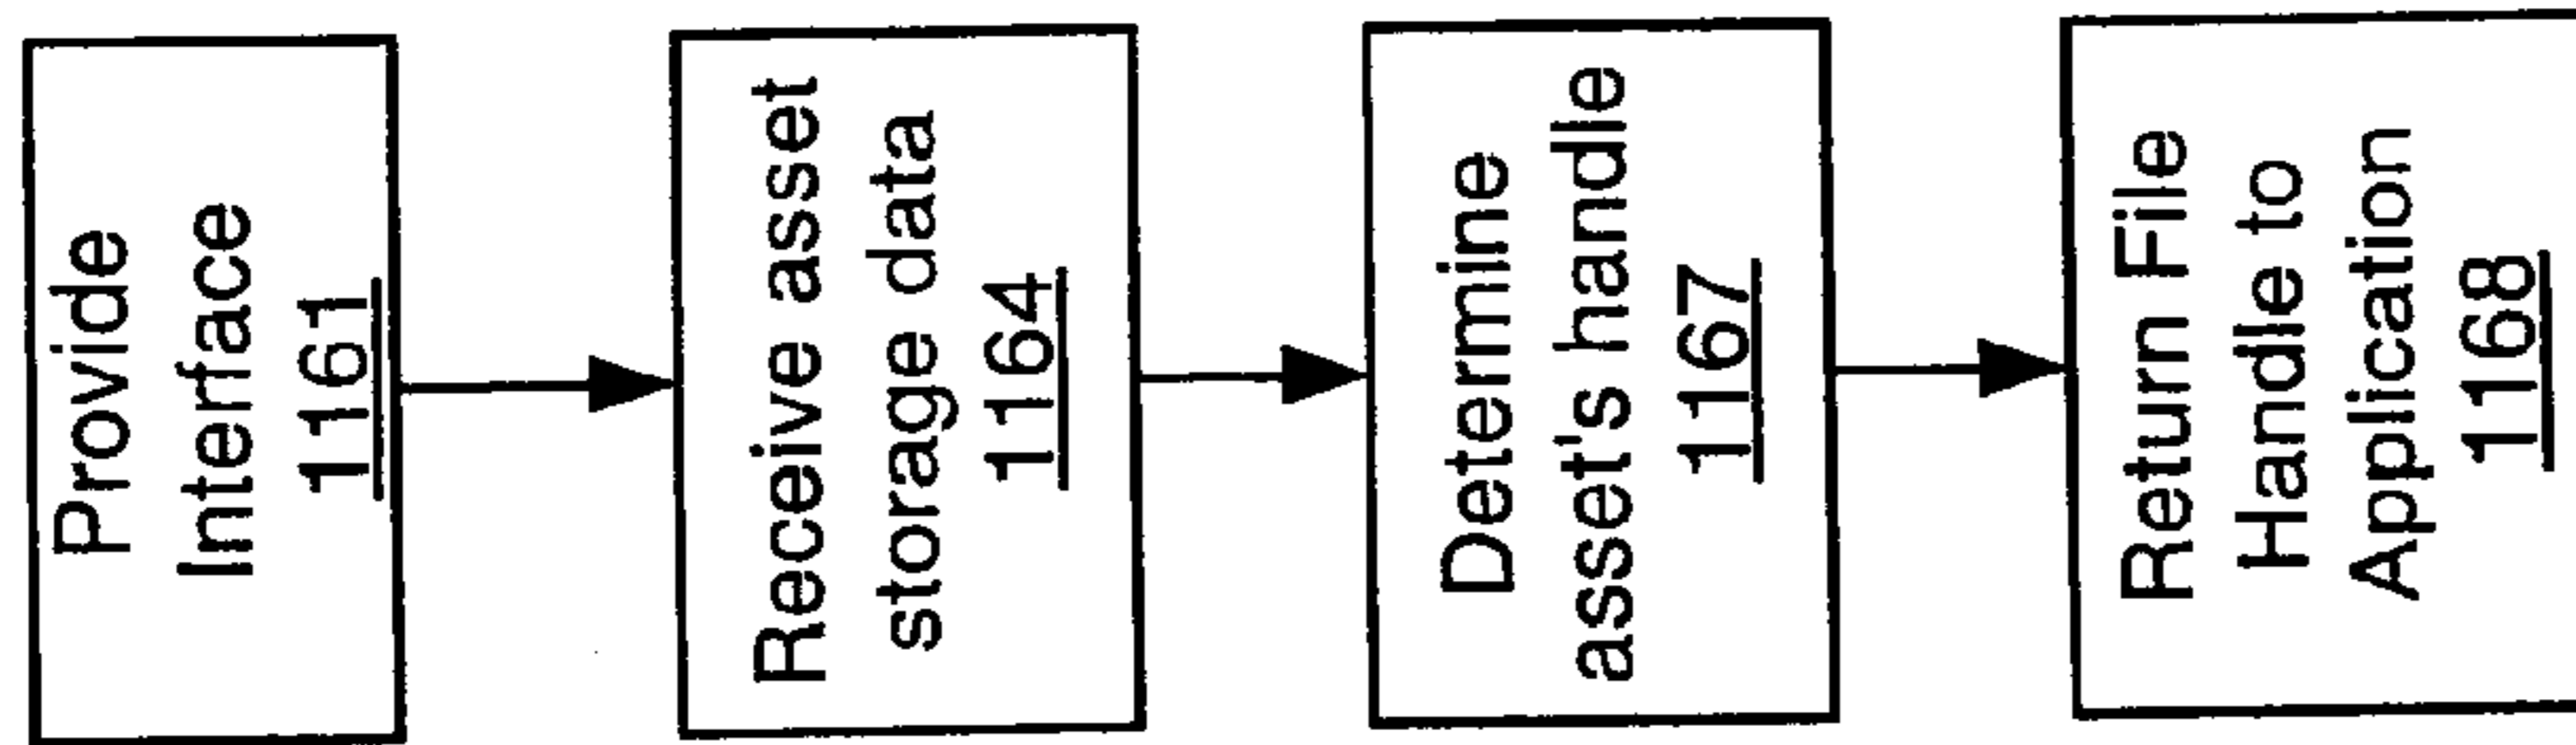 Provide
Interface
1161
Receive asset
storage data
1164
Determine
asset's handle
1167
Return File
Handle to
Application
1168